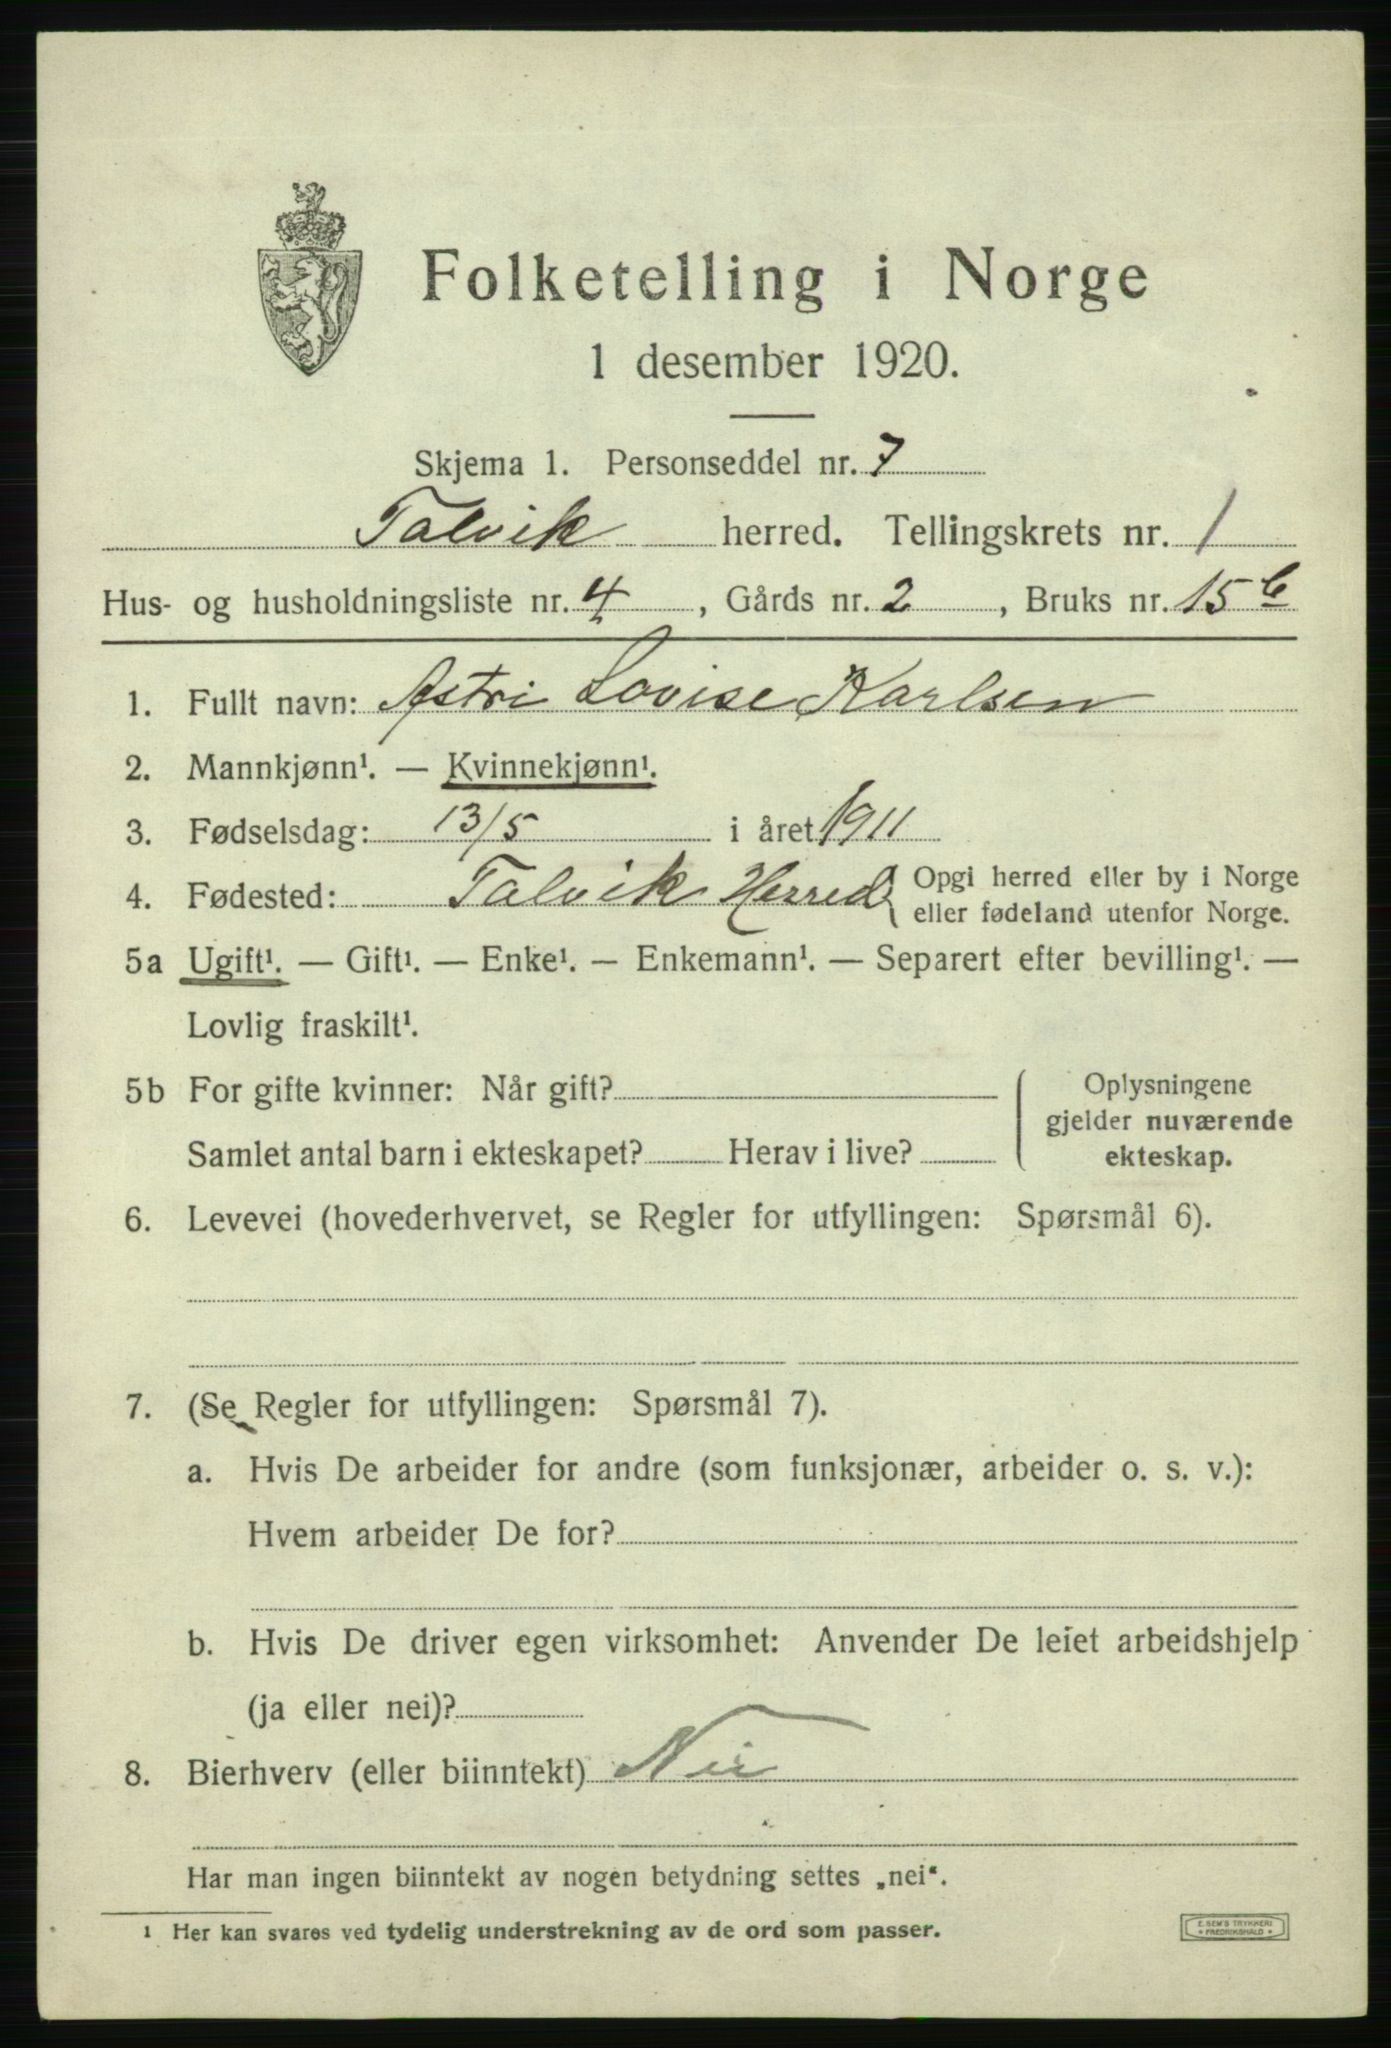 Folketelling i Norge
1 desember 1920.
Skjema 1. Personseddel nr. 7
Talvik herred. Tellingskrets nr. 1
Hus- og husholdningsliste nr. 4, Gårds nr. 2, Bruks nr. 15 b
1. Fullt navn: Astri Lovise Karlsen
2. Mannkjønn¹. — Kvinnekjønn¹.
3. Fødselsdag: 13/5 i året 1911
4. Fødested: Talvik Herred { Opgi herred eller by i Norge
eller fødeland utenfor Norge.
5a Ugift¹. — Gift¹. — Enke¹. — Enkemann¹. — Separert efter bevilling¹. —
Lovlig fraskilt¹.
5b For gifte kvinner: Når gift?
Samlet antal barn i ekteskapet? Herav i live?
Oplysningene
gjelder nuværende
ekteskap.
6. Levevei (hovederhvervet, se Regler for utfyllingen: Spørsmål 6).
7. (Se Regler for utfyllingen: Spørsmål 7).
a. Hvis De arbeider for andre (som funksjonær, arbeider o. s. v.):
Hvem arbeider De for?
b. Hvis De driver egen virksomhet: Anvender De leiet arbeidshjelp
(ja eller nei)?
8. Bierhverv (eller biinntekt) Nei
Har man ingen biinntekt av nogen betydning settes „nei“.
1 Her kan svares ved tydelig understrekning av de ord som passer.
E. SEM'S TRYKKERI
* FREDRIKSHALD *